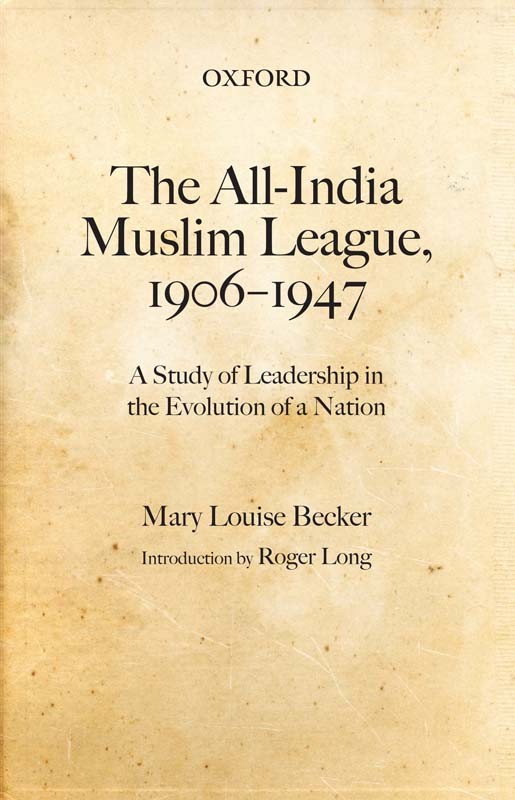 OXFORD
The All-India
Muslim League,
1906–1947
A Study of Leadership in
the Evolution of a Nation
Mary Louise Becker
Introduction by Roger Long